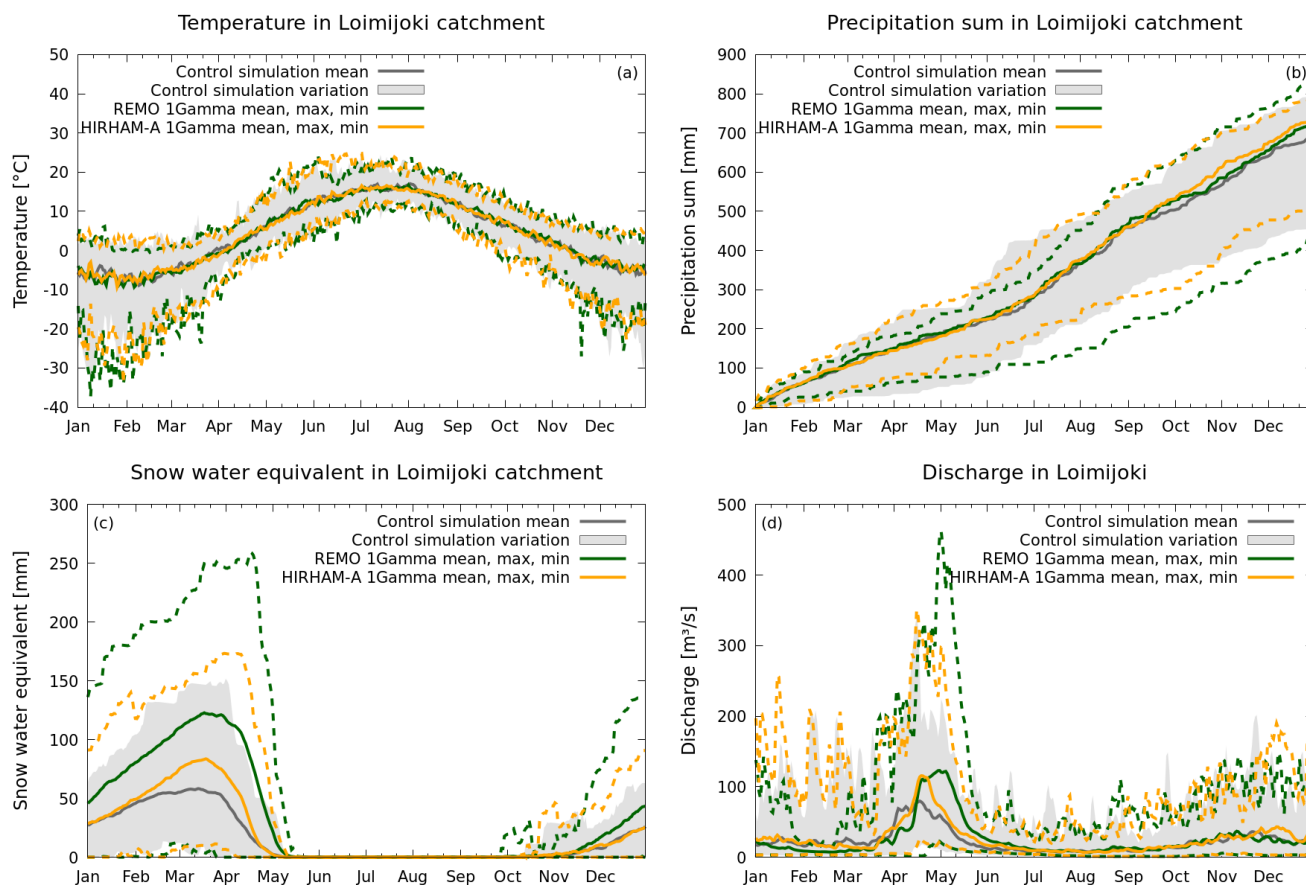 Temperature in Loimijoki catchment
Temperature [°C]
50
40
30
20
10
0
-10
-20
-30
-40
Control simulation mean
Control simulation variation
REMO 1Gamma mean, max, min
HIRHAM-A 1Gamma mean, max, min
(a)
Jan Feb Mar Apr May Jun Jul Aug Sep Oct Nov Dec
Precipitation sum in Loimijoki catchment
Precipitation sum [mm]
900
800
700
600
500
400
300
200
100
0
Control simulation mean
Control simulation variation
REMO 1Gamma mean, max, min
HIRHAM-A 1Gamma mean, max, min
(b)
Jan Feb Mar Apr May Jun Jul Aug Sep Oct Nov Dec
Snow water equivalent in Loimijoki catchment
Snow water equivalent [mm]
300
250
200
150
100
50
0
(c)
Control simulation mean
Control simulation variation
REMO 1Gamma mean, max, min
HIRHAM-A 1Gamma mean, max, min
Jan Feb Mar Apr May Jun Jul Aug Sep Oct Nov Dec
Discharge in Loimijoki
Discharge [m³/s]
500
400
300
200
100
0
(d)
Control simulation mean
Control simulation variation
REMO 1Gamma mean, max, min
HIRHAM-A 1Gamma mean, max, min
Jan Feb Mar Apr May Jun Jul Aug Sep Oct Nov Dec